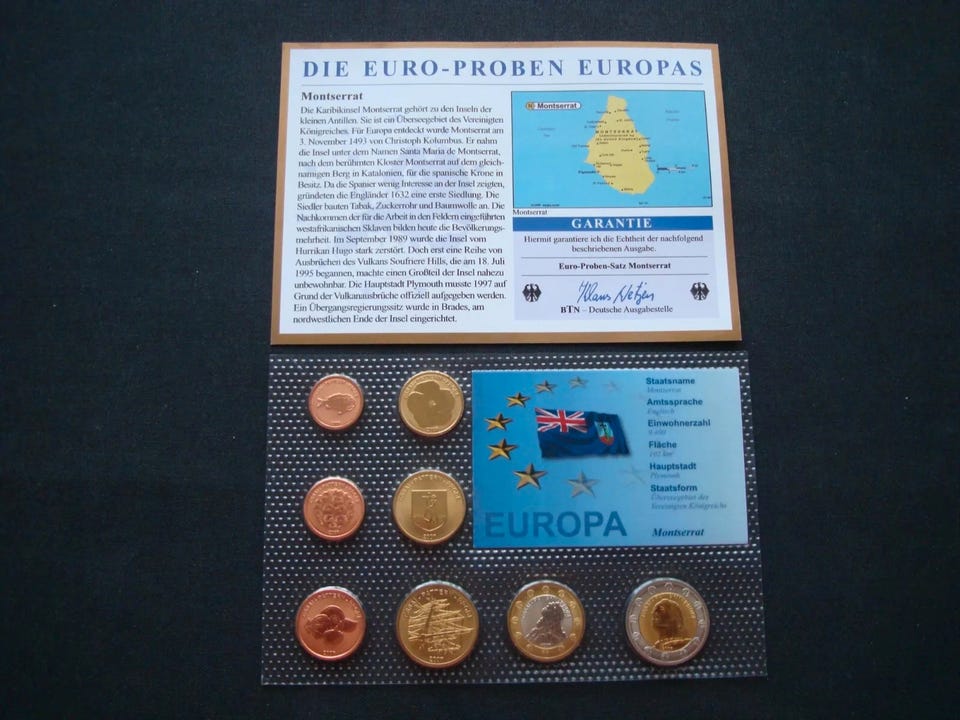 DIE EURO-PROBEN EUROPAS
Montserrat
Die Karibikinsel Montserrat gehört zu den Inseln der
kleinen Antillen. Sie ist ein Überseegebiet des Vereinigten
Königreiches. Für Europa entdeckt wurde Montserrat am
3. November 1493 von Christoph Kolumbus. Er nahm
die Insel unter dem Namen Santa Maria de Montserrat,
nach dem berühmten Kloster Montserrat auf dem gleich-
namigen Berg in Katalonien, für die spanische Krone in
Besitz. Da die Spanier wenig Interesse an der Insel zeigten,
gründeten die Engländer 1632 eine erste Siedlung. Die
Siedler bauten Tabak, Zuckerrohr und Baumwolle an. Die
Nachkommen der für die Arbeit in den Feldern eingeführten
westafrikanischen Sklaven bilden heute die Bevölkerungs-
mehrheit. Im September 1989 wurde die Insel vom
Hurrikan Hugo stark zerstört. Doch erst eine Reihe von
Ausbrüchen des Vulkans Soufriere Hills, die am 18. Juli
1995 begannen, machte einen Großteil der Insel nahezu
unbewohnbar. Die Hauptstadt Plymouth musste 1997 auf
Grund der Vulkanausbrüche offiziell aufgegeben werden.
Ein Übergangsregierungssitz wurde in Brades, am
nordwestlichen Ende der Insel eingerichtet.
Montserrat
MONTSERRAT
Montserrat
GARANTIE
Hiermit garantiere ich die Echtheit der nachfolgend
beschriebenen Ausgabe.
Euro-Proben-Satz Montserrat
Klaus Netzen
BTN – Deutsche Ausgabestelle
Staatsname
Montserrat
Amtssprache
Englisch
Einwohnerzahl
Fläche
102 km²
Hauptstadt
Plymouth
Staatsform
Überseegebiet des
Vereinigten Königreichs
EUROPA
Montserrat